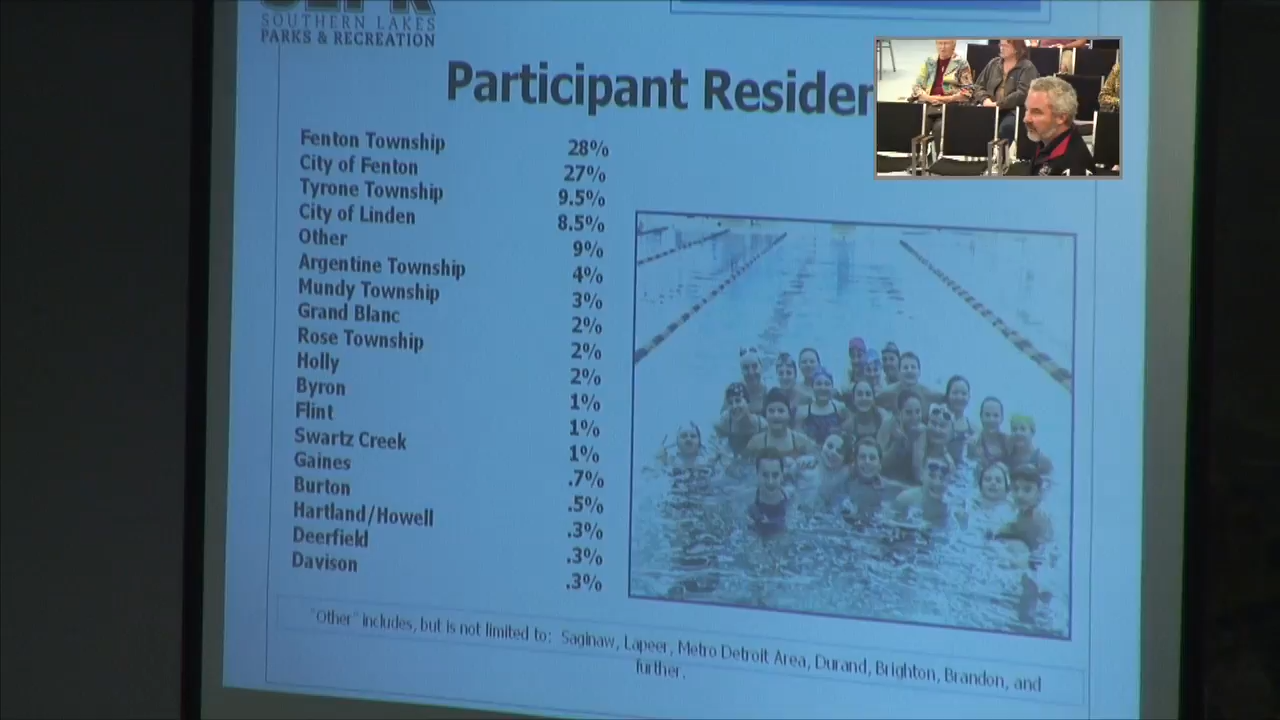 SOUTHERN LAKES
PARKS & RECREATION
Participant Residen
Fenton Township 28%
City of Fenton 27%
Tyrone Township 9.5%
City of Linden 8.5%
Other 9%
Argentine Township 4%
Mundy Township 3%
Grand Blanc 2%
Rose Township 2%
Holly 2%
Byron 1%
Flint 1%
Swartz Creek 1%
Gaines .7%
Burton .5%
Hartland/Howell .3%
Deerfield .3%
Davison .3%
"Other" includes, but is not limited to: Saginaw, Lapeer, Metro Detroit Area, Durand, Brighton, Brandon, and
further.